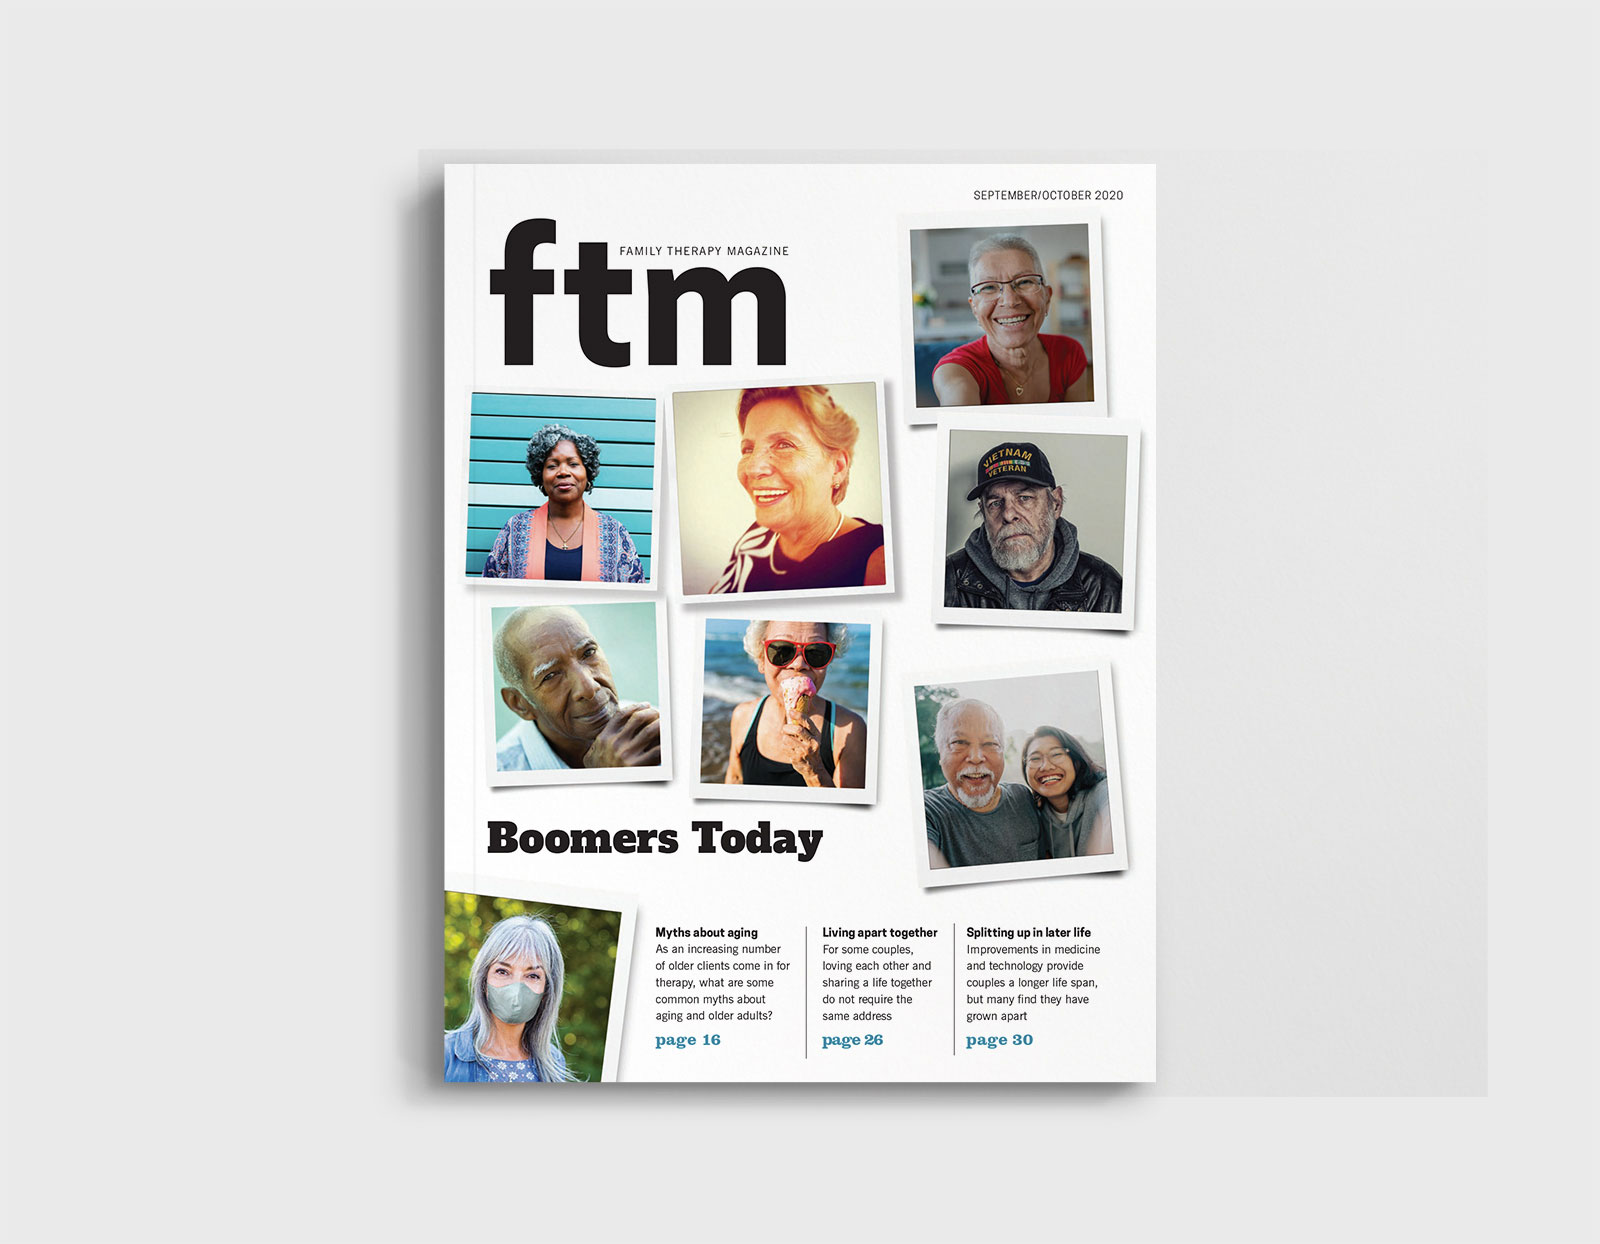 SEPTEMBER/OCTOBER 2020
FAMILY THERAPY MAGAZINE
ftm
VIETNAM
VETERAN
Boomers Today
Myths about aging
As an increasing number
of older clients come in for
therapy, what are some
common myths about
aging and older adults?
page 16
Living apart together
For some couples,
loving each other and
sharing a life together
do not require the
same address
page 26
Splitting up in later life
Improvements in medicine
and technology provide
couples a longer life span,
but many find they have
grown apart
page 30